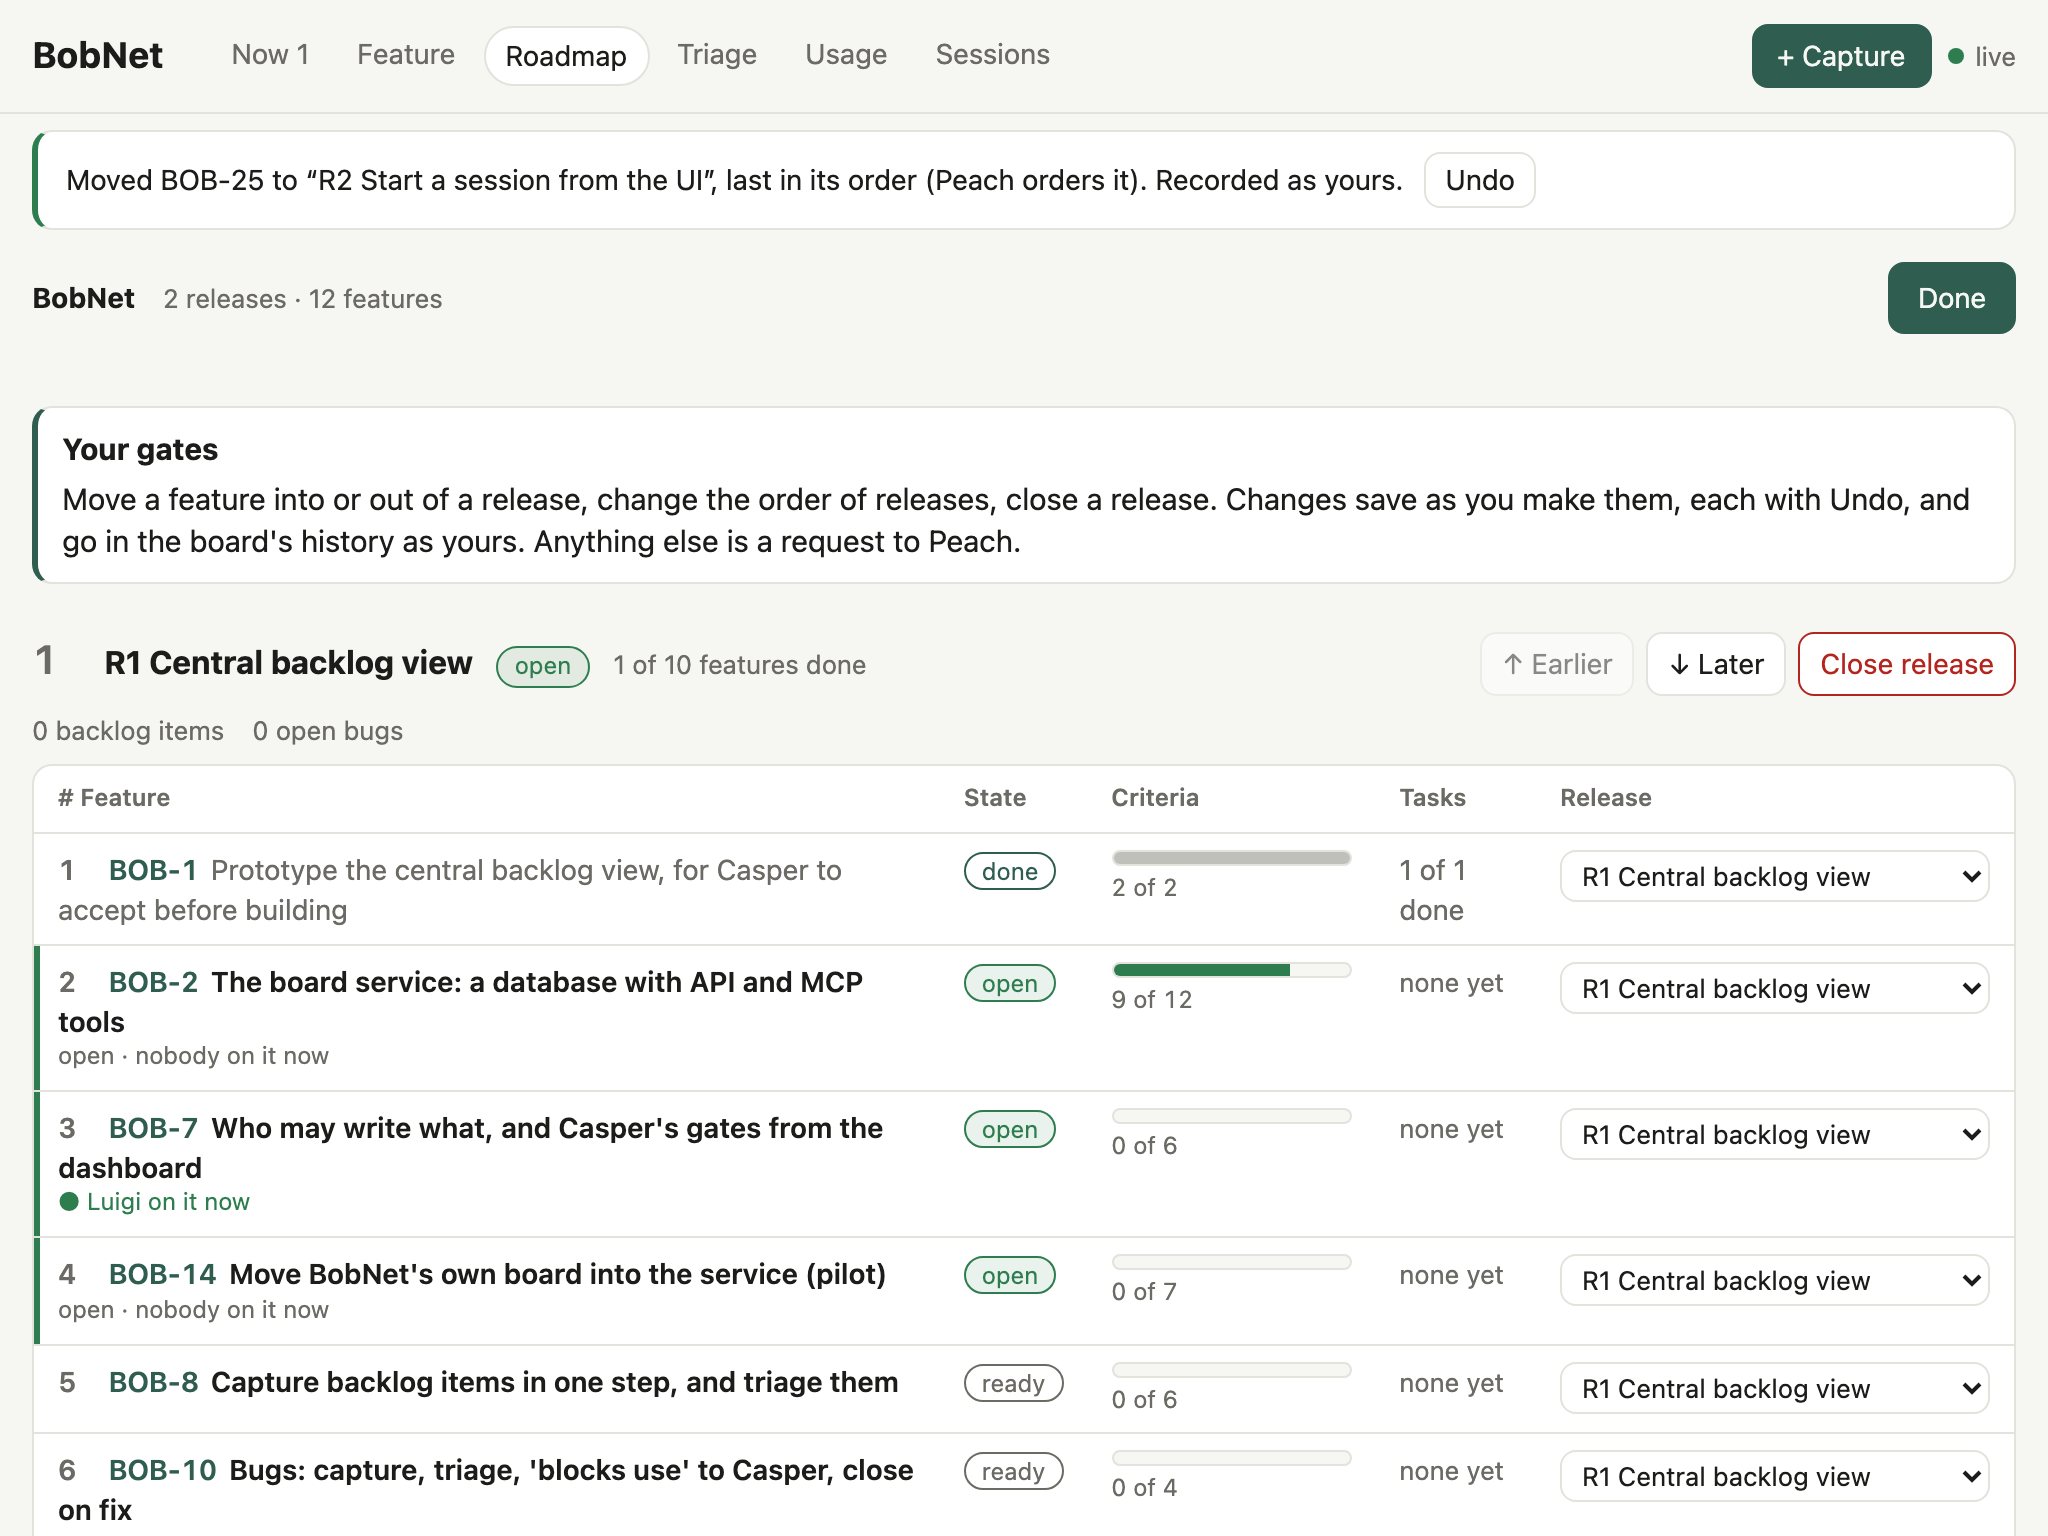 BobNet Now 1 Feature Roadmap Triage Usage Sessions + Capture live
Moved BOB-25 to “R2 Start a session from the UI”, last in its order (Peach orders it). Recorded as yours. Undo
BobNet 2 releases · 12 features Done
Your gates
Move a feature into or out of a release, change the order of releases, close a release. Changes save as you make them, each with Undo, and
go in the board's history as yours. Anything else is a request to Peach.
1 R1 Central backlog view open 1 of 10 features done ↑ Earlier ↓ Later Close release
0 backlog items 0 open bugs
# Feature State Criteria Tasks Release
1 BOB-1 Prototype the central backlog view, for Casper to
accept before building
done
2 of 2
1 of 1
done
R1 Central backlog view
2 BOB-2 The board service: a database with API and MCP
tools
open · nobody on it now
open
9 of 12
none yet
R1 Central backlog view
3 BOB-7 Who may write what, and Casper's gates from the
dashboard
Luigi on it now
open
0 of 6
none yet
R1 Central backlog view
4 BOB-14 Move BobNet's own board into the service (pilot)
open · nobody on it now
open
0 of 7
none yet
R1 Central backlog view
5 BOB-8 Capture backlog items in one step, and triage them
ready
0 of 6
none yet
R1 Central backlog view
6 BOB-10 Bugs: capture, triage, 'blocks use' to Casper, close
on fix
ready
0 of 4
none yet
R1 Central backlog view